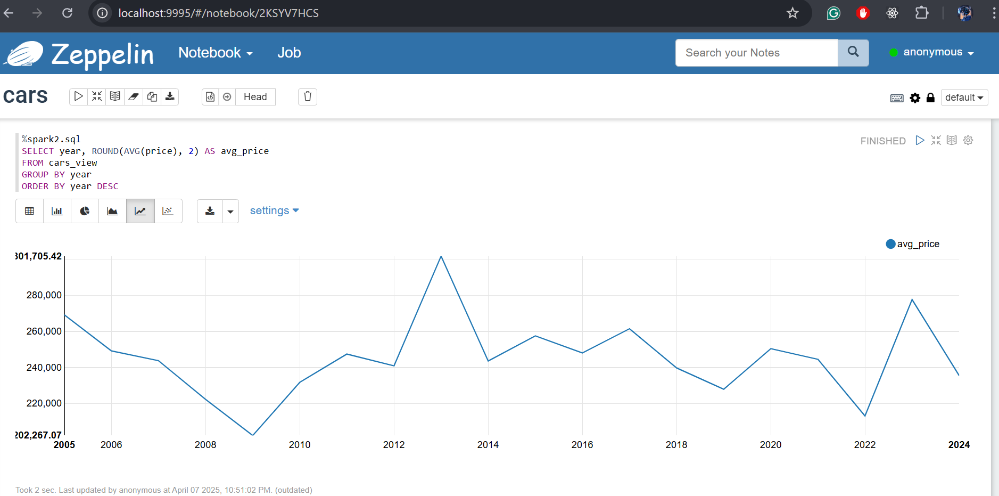 localhost:9995/#/notebook/2KSYV7HCS
Zeppelin Notebook Job Search your Notes anonymous
cars Head default
%spark2.sql
FINISHED
SELECT year, ROUND(AVG(price), 2) AS avg_price
FROM cars_view
GROUP BY year
ORDER BY year DESC
settings
avg_price
301,705.42
280,000
260,000
240,000
220,000
202,267.07
2005 2006 2008 2010 2012 2014 2016 2018 2020 2022 2024
Took 2 sec. Last updated by anonymous at April 07 2025, 10:51:02 PM. (outdated)